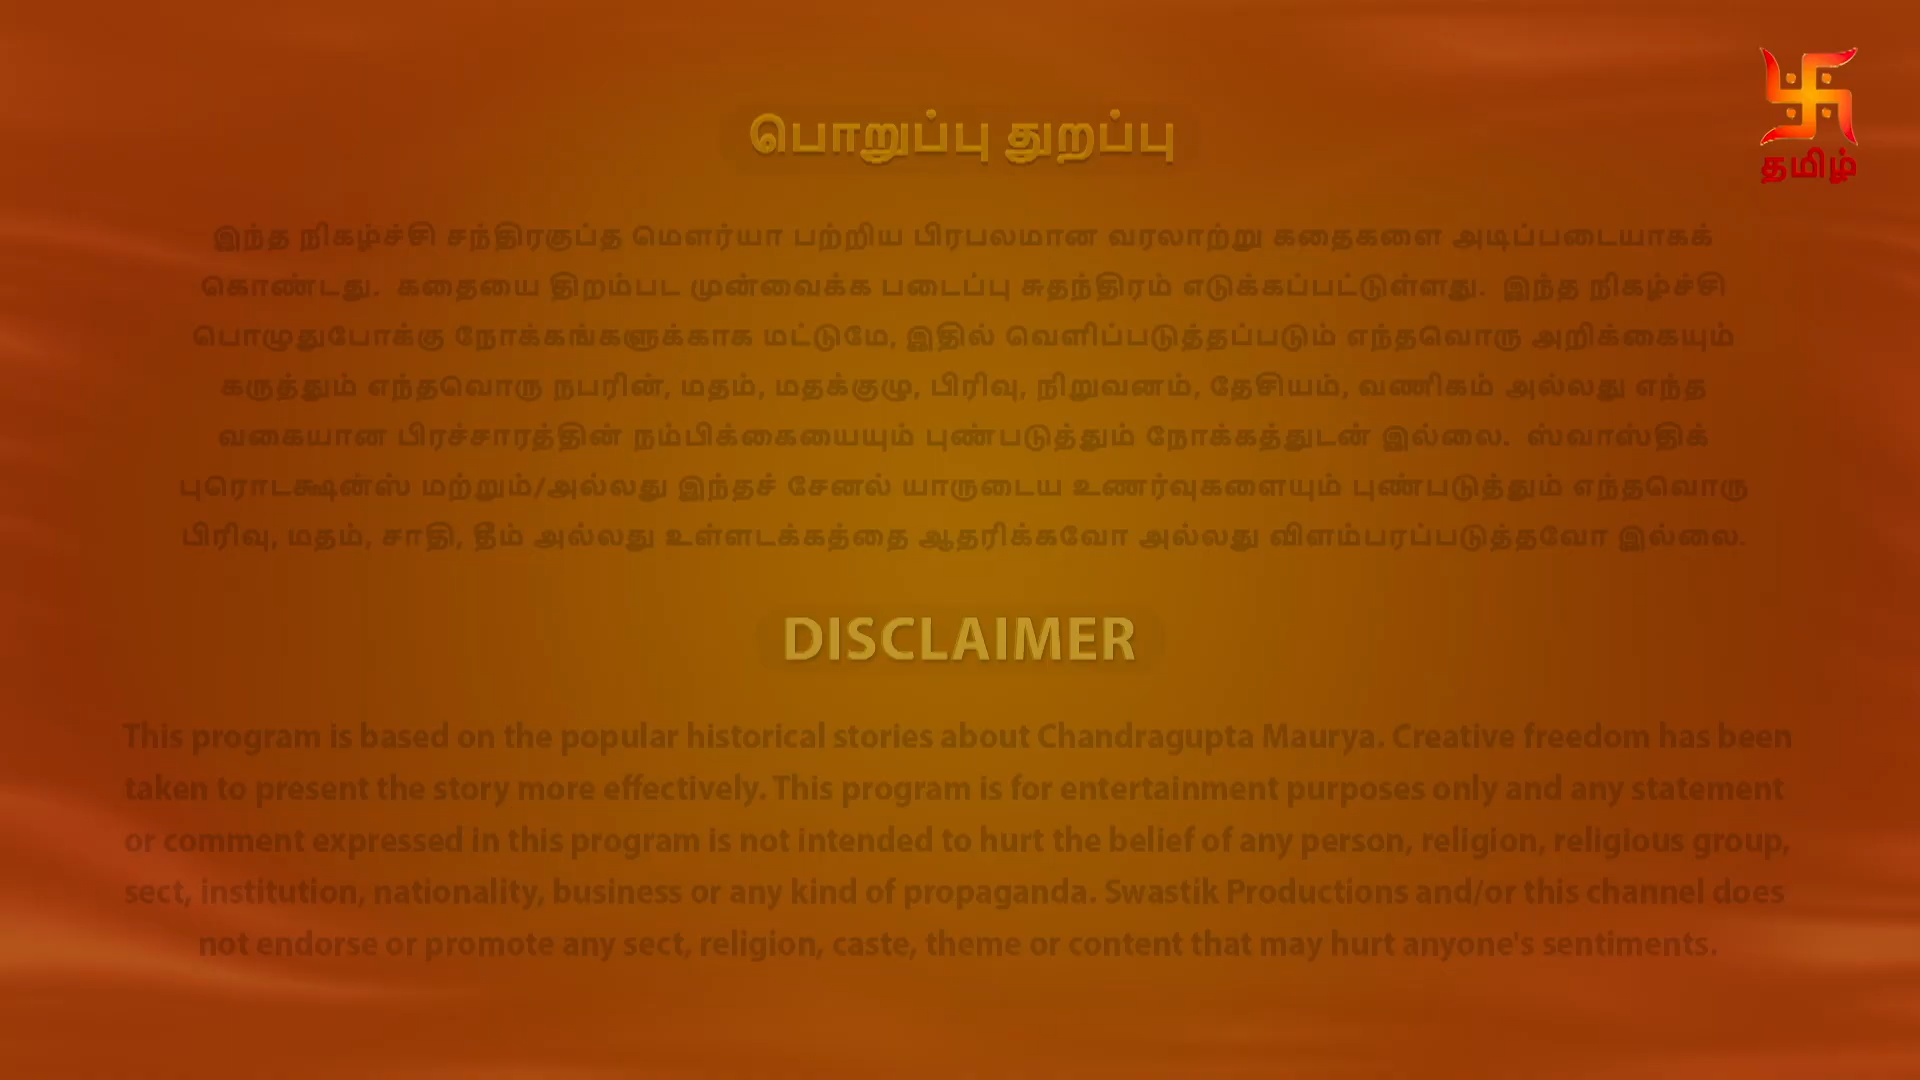 பொறுப்பு துறப்பு
தமிழ்
இந்த நிகழ்ச்சி சந்திரகுப்த மௌர்யா பற்றிய பிரபலமான வரலாற்று கதைகளை அடிப்படையாகக்
கொண்டது. கதையை திறம்பட முன்வைக்க படைப்பு சுதந்திரம் எடுக்கப்பட்டுள்ளது. இந்த நிகழ்ச்சி
பொழுதுபோக்கு நோக்கங்களுக்காக மட்டுமே, இதில் வெளிப்படுத்தப்படும் எந்தவொரு அறிக்கையும்
கருத்தும் எந்தவொரு நபரின், மதம், மதக்குழு, பிரிவு, நிறுவனம், தேசியம், வணிகம் அல்லது எந்த
வகையான பிரச்சாரத்தின் நம்பிக்கையையும் புண்படுத்தும் நோக்கத்துடன் இல்லை. ஸ்வாஸ்திக்
புரொடக்ஷன்ஸ் மற்றும்/அல்லது இந்தச் சேனல் யாருடைய உணர்வுகளையும் புண்படுத்தும் எந்தவொரு
பிரிவு, மதம், சாதி, தீம் அல்லது உள்ளடக்கத்தை ஆதரிக்கவோ அல்லது விளம்பரப்படுத்தவோ இல்லை.
DISCLAIMER
This program is based on the popular historical stories about Chandragupta Maurya. Creative freedom has been
taken to present the story more effectively. This program is for entertainment purposes only and any statement
or comment expressed in this program is not intended to hurt the belief of any person, religion, religious group,
sect, institution, nationality, business or any kind of propaganda. Swastik Productions and/or this channel does
not endorse or promote any sect, religion, caste, theme or content that may hurt anyone's sentiments.